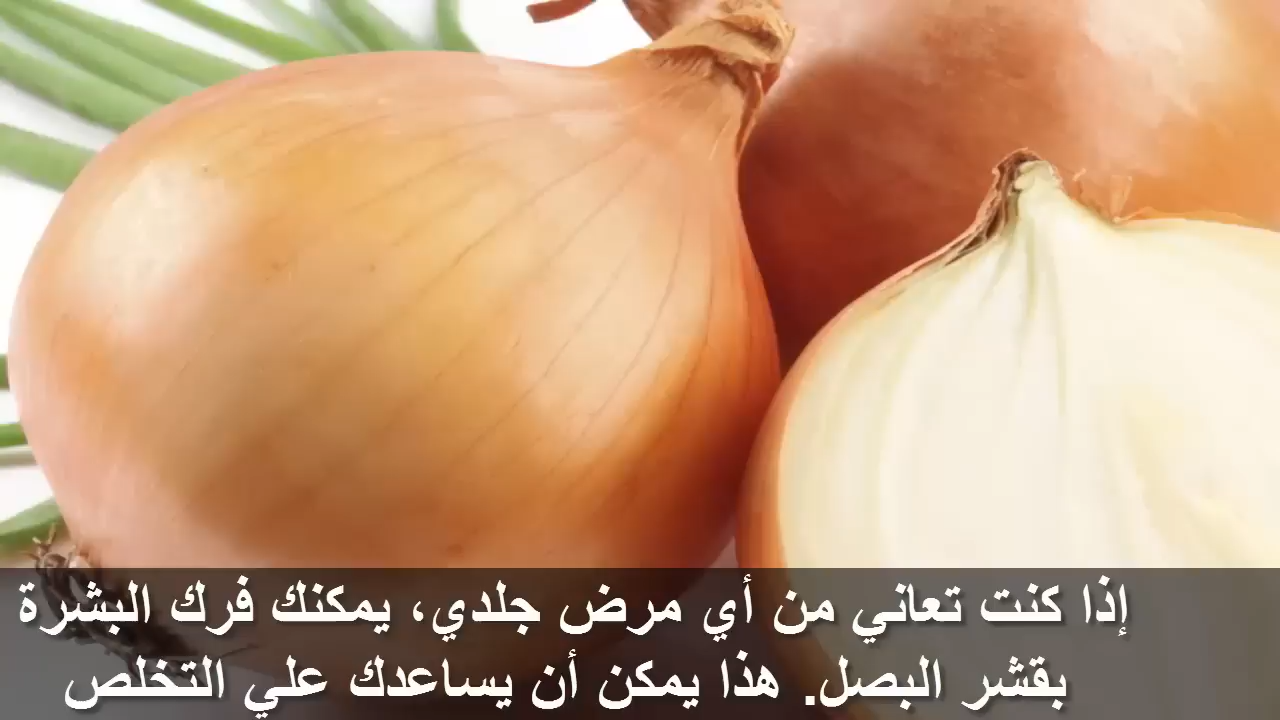 إذا كنت تعاني من أي مرض جلدي، يمكنك فرك البشرة
بقشر البصل. هذا يمكن أن يساعدك علي التخلص